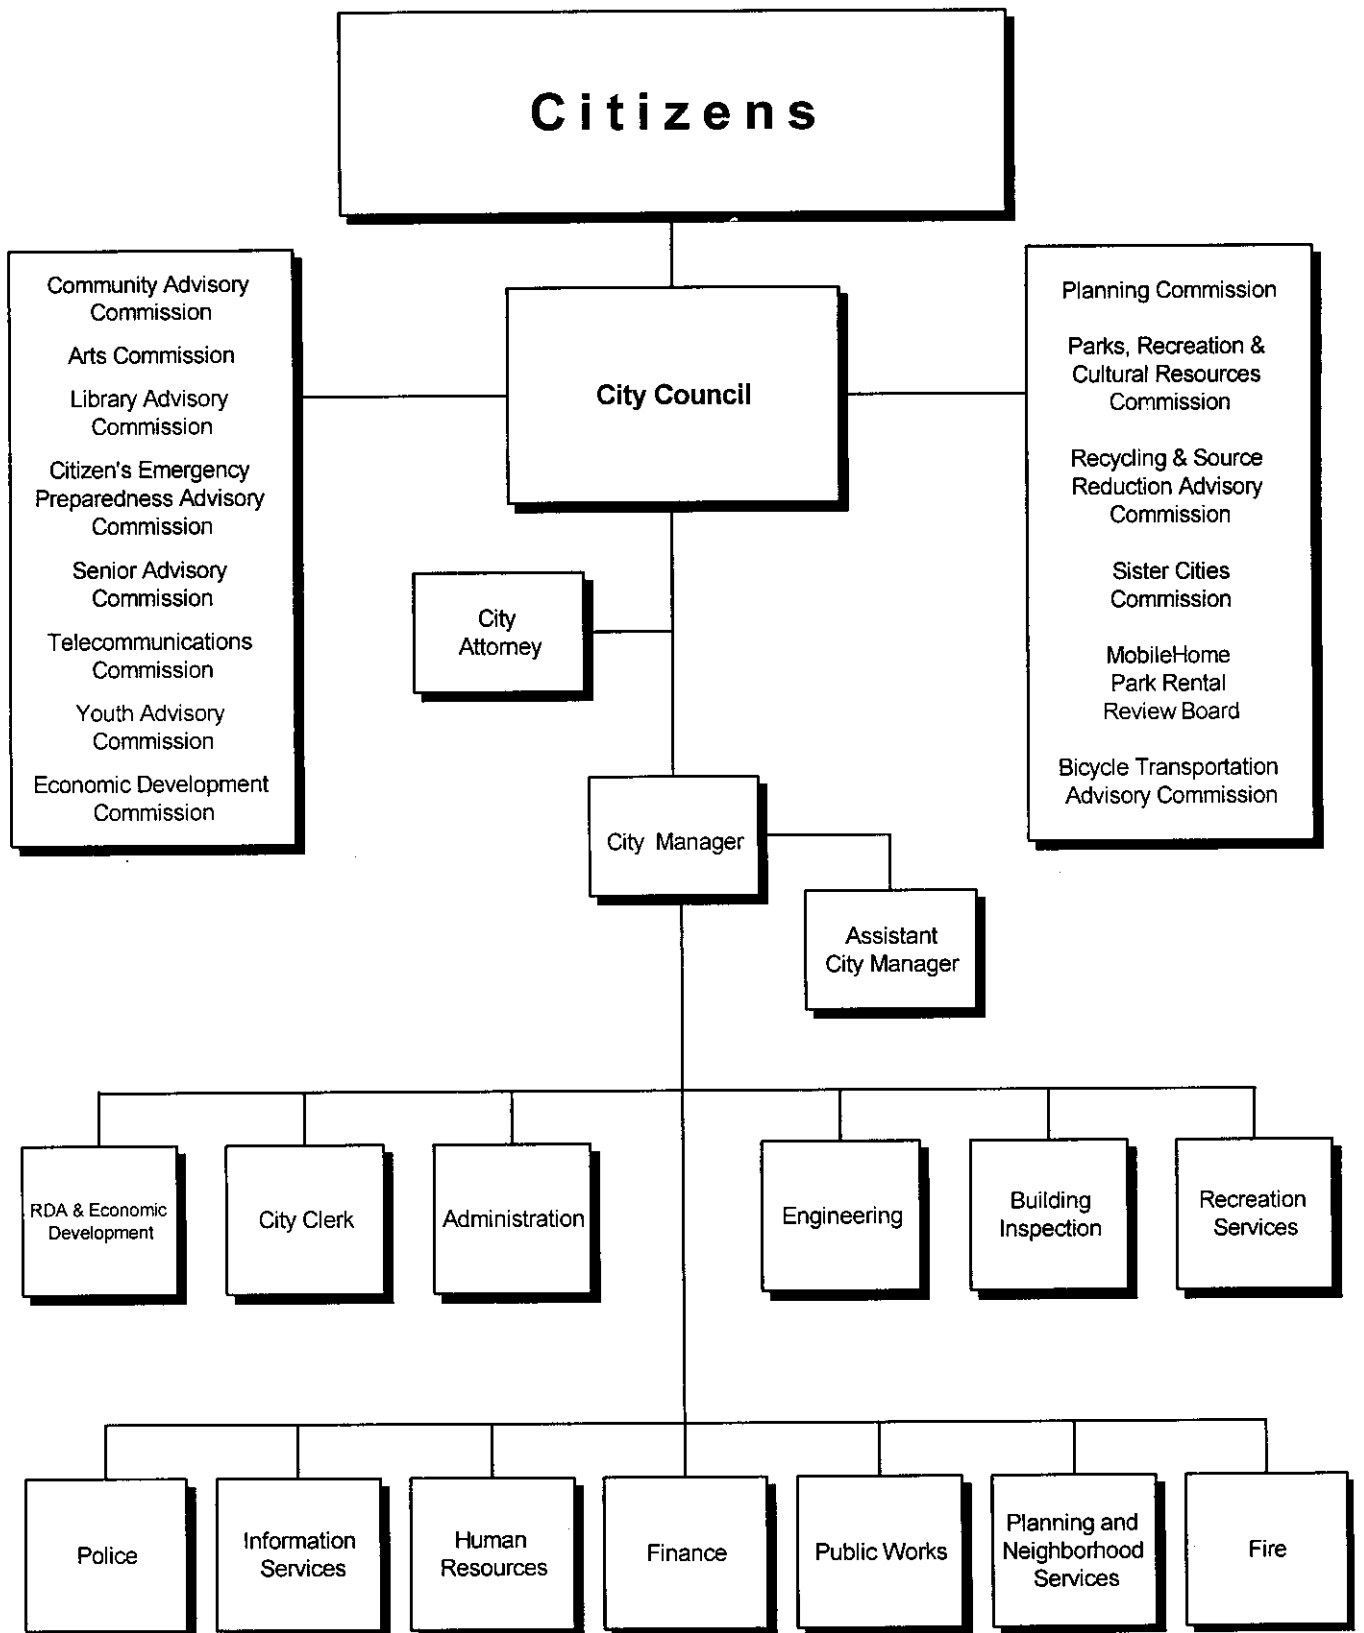 Citizens
Community Advisory
Commission
Arts Commission
Library Advisory
Commission
Citizen's Emergency
Preparedness Advisory
Commission
Senior Advisory
Commission
Telecommunications
Commission
Youth Advisory
Commission
Economic Development
Commission
City Council
Planning Commission
Parks, Recreation &
Cultural Resources
Commission
Recycling & Source
Reduction Advisory
Commission
Sister Cities
Commission
MobileHome
Park Rental
Review Board
Bicycle Transportation
Advisory Commission
City
Attorney
City Manager
Assistant
City Manager
RDA & Economic
Development
City Clerk
Administration
Engineering
Building
Inspection
Recreation
Services
Police
Information
Services
Human
Resources
Finance
Public Works
Planning and
Neighborhood
Services
Fire